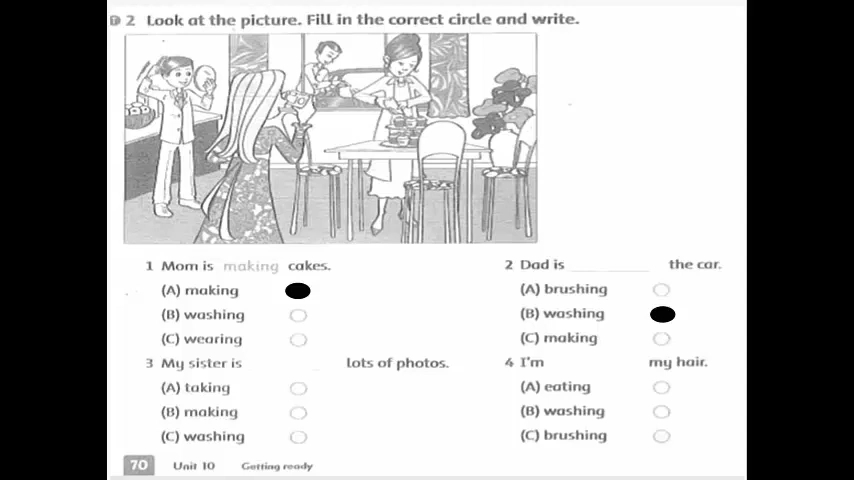 2 Look at the picture. Fill in the correct circle and write.
1 Mom is making cakes.
(A) making
(B) washing
(C) wearing
2 Dad is ________ the car.
(A) brushing
(B) washing
(C) making
3 My sister is lots of photos.
(A) taking
(B) making
(C) washing
4 I'm my hair.
(A) eating
(B) washing
(C) brushing
70 Unit 10 Getting ready